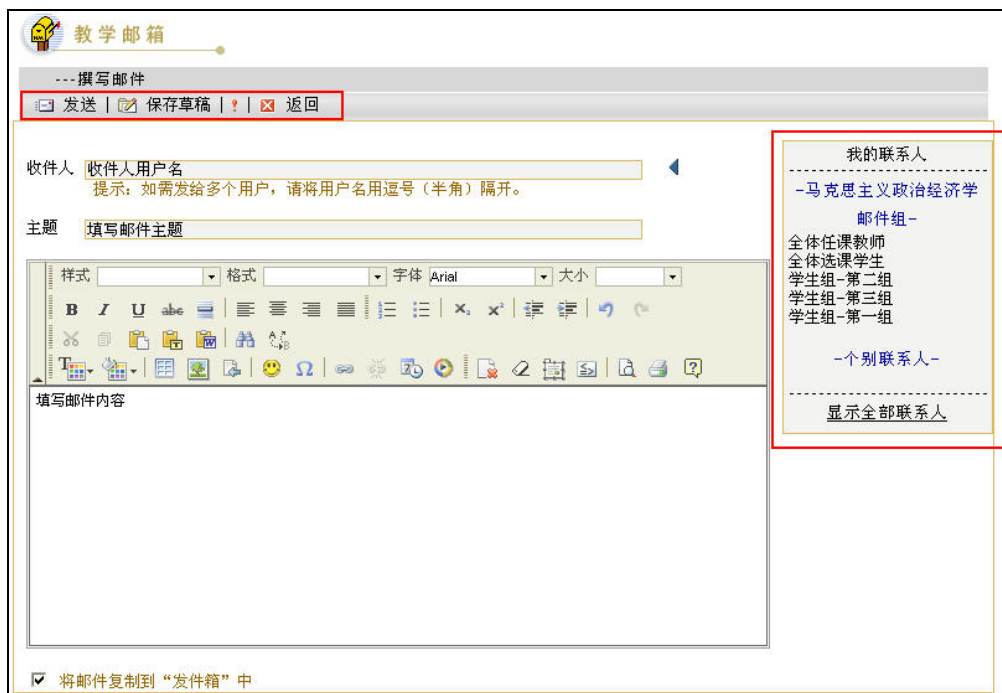 教学邮箱
---撰写邮件
发送 | 保存草稿 | ! | 返回
收件人 收件人用户名
提示：如需发给多个用户，请将用户名用逗号（半角）隔开。
主题 填写邮件主题
样式 格式 字体 Arial 大小
B I U abc
填写邮件内容
将邮件复制到“发件箱”中
我的联系人
-马克思主义政治经济学
邮件组-
全体任课教师
全体选课学生
学生组-第二组
学生组-第三组
学生组-第一组
-个别联系人-
显示全部联系人